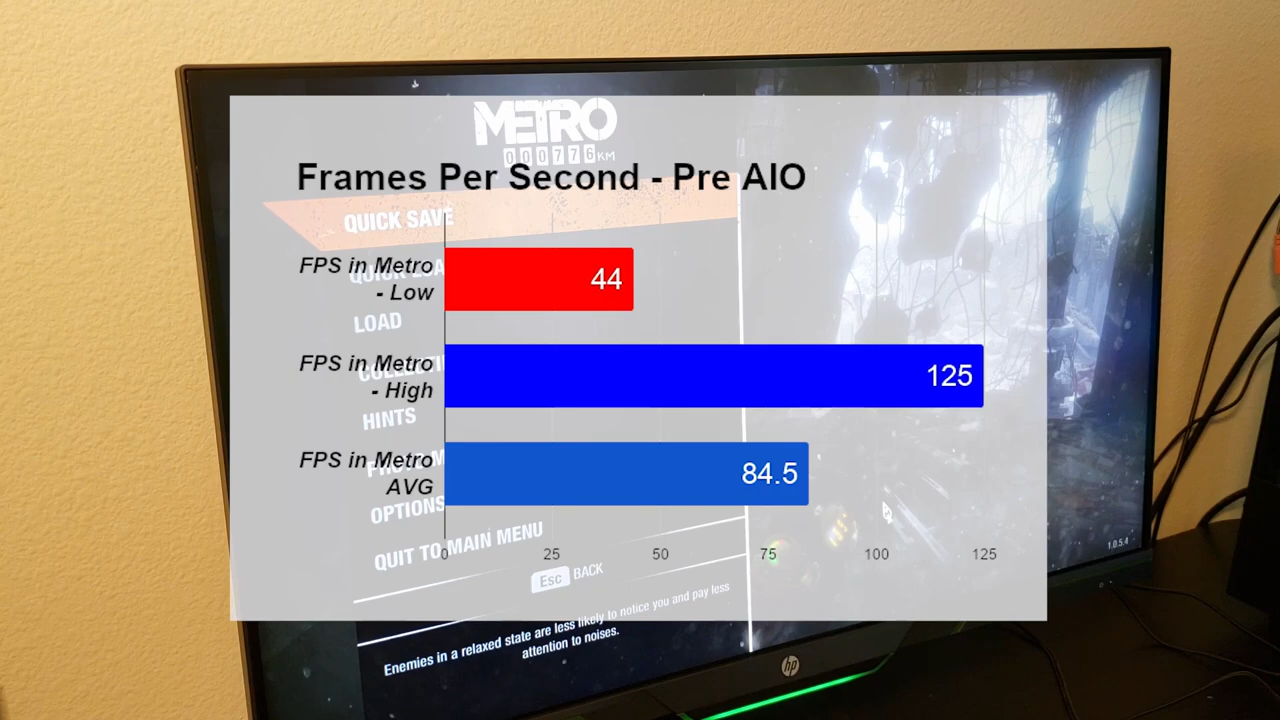 METRO
000776KM
Frames Per Second - Pre AIO
QUICK SAVE
FPS in Metro
- Low
44
LOAD
FPS in Metro
- High
125
HINTS
FPS in Metro
AVG
84.5
OPTIONS
QUIT TO MAIN MENU
0 25 50 75 100 125
Esc BACK
1.0.5.4
Enemies in a relaxed state are less likely to notice you and pay less
attention to noises.
hp